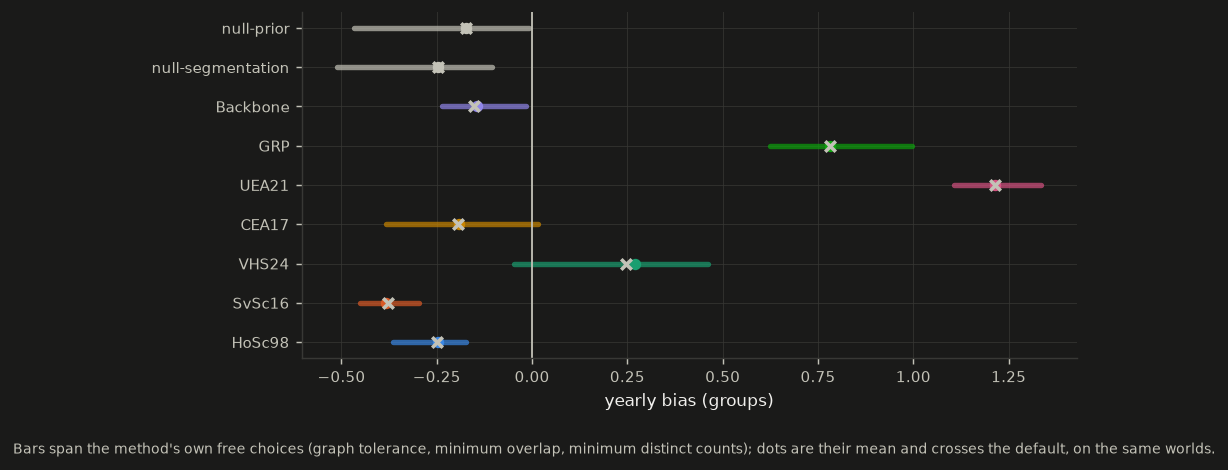 null-prior
null-segmentation
Backbone
GRP
UEA21
CEA17
VHS24
SvSc16
HoSc98
−0.50 −0.25 0.00 0.25 0.50 0.75 1.00 1.25
yearly bias (groups)
Bars span the method's own free choices (graph tolerance, minimum overlap, minimum distinct counts); dots are their mean and crosses the default, on the same worlds.